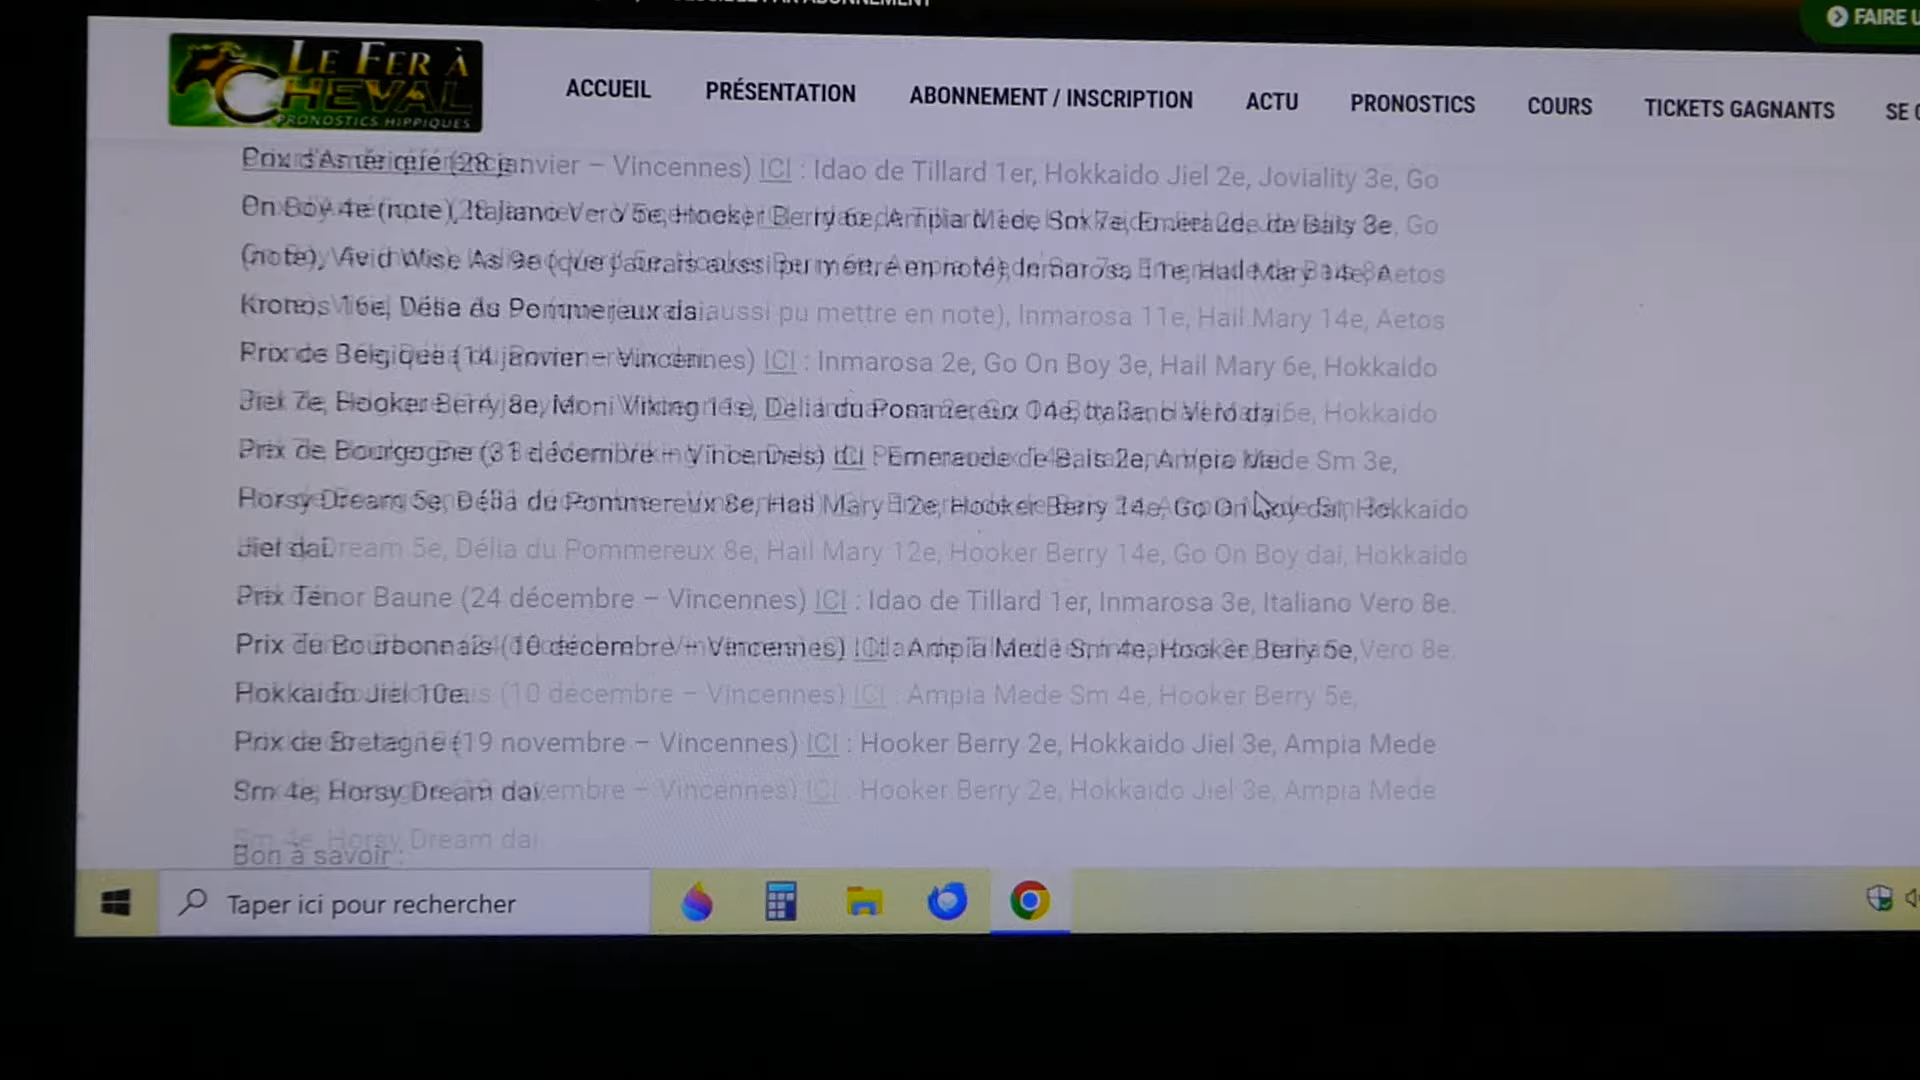 PAR ABONNEMENT
FAIRE U
LE FER À
CHEVAL
PRONOSTICS HIPPIQUES
ACCUEIL
PRÉSENTATION
ABONNEMENT / INSCRIPTION
ACTU
PRONOSTICS
COURS
TICKETS GAGNANTS
SE
Prix d'Amérique (28 janvier – Vincennes) ICI : Idao de Tillard 1er, Hokkaido Jiel 2e, Joviality 3e, Go
On Boy 4e (note), Italiano Vero 5e, Hooker Berry 6e, Ampia Mede Sm 7e, Emeraude de Bais
(note), Vivid Wise As 9e (que j'aurais aussi pu mettre en note), Inmarosa 11e, Hail Mary 14e, Aetos
Kronos 16e, Délia du Pommereux dai.
Prix de Belgique (14 janvier – Vincennes) ICI : Inmarosa 2e, Go On Boy 3e, Hail Mary 6e, Hokkaido
Jiel 7e, Hooker Berry 8e, Moni Viking 11e, Délia du Pommereux 14e, Italiano Vero dai
Prix de Bourgogne (31 décembre – Vincennes) ICI : Emeraude de Bais 2e, Ampia Mede Sm 3e,
Horsy Dream 5e, Délia du Pommereux 8e, Hail Mary 12e, Hooker Berry 14e, Go On Boy dai, Hokkaido
Jiel dai.
Prix Ténor Baune (24 décembre – Vincennes) ICI : Idao de Tillard 1er, Inmarosa 3e, Italiano Vero 8e.
Prix du Bourbonnais (10 décembre – Vincennes) ICI : Ampia Mede Sm 4e, Hooker Berry 5e,
Hokkaido Jiel 10e.
Prix de Bretagne (19 novembre – Vincennes) ICI : Hooker Berry 2e, Hokkaido Jiel 3e, Ampia Mede
Sm 4e, Horsy Dream dai
Bon à savoir :
Taper ici pour rechercher